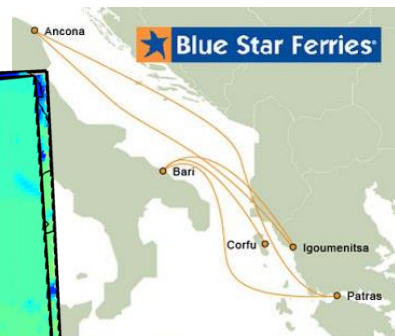 Ancona
Blue Star Ferries
Bari
Corfu
Igoumenitsa
Patras